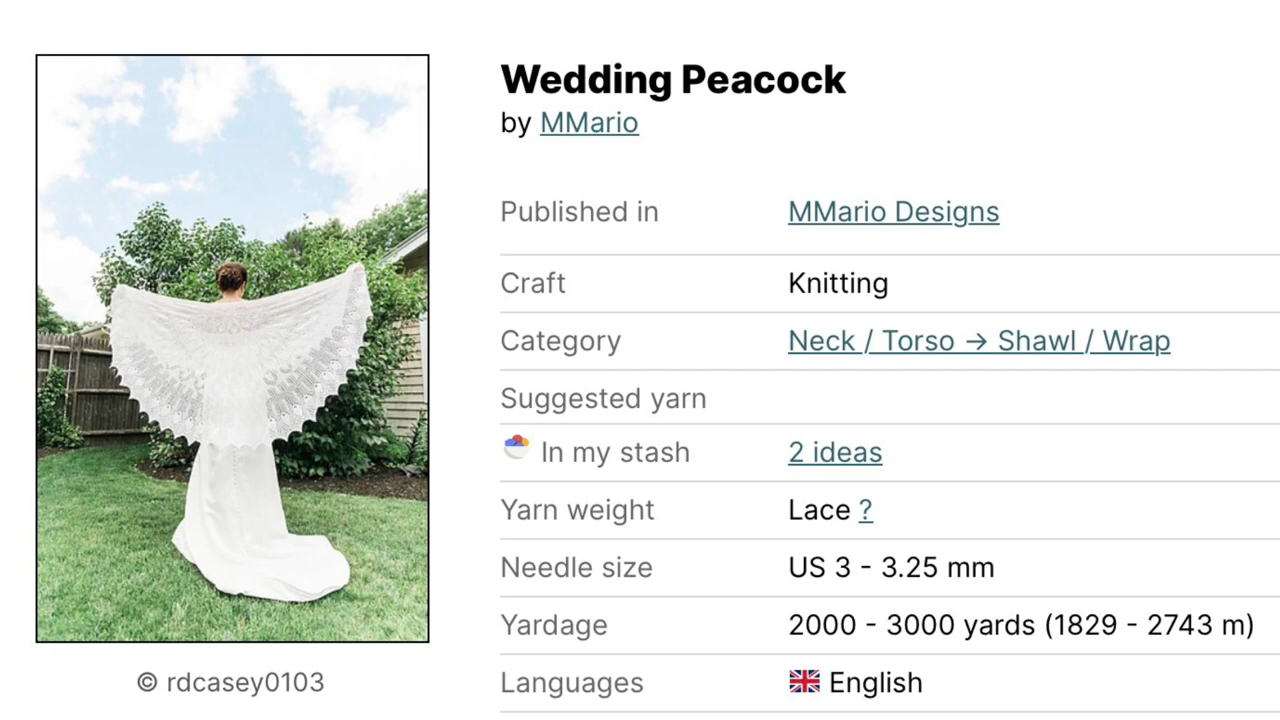 Wedding Peacock
by MMario
Published in MMario Designs
Craft Knitting
Category Neck / Torso → Shawl / Wrap
Suggested yarn
In my stash 2 ideas
Yarn weight Lace ?
Needle size US 3 - 3.25 mm
Yardage 2000 - 3000 yards (1829 - 2743 m)
Languages English
© rdcasey0103